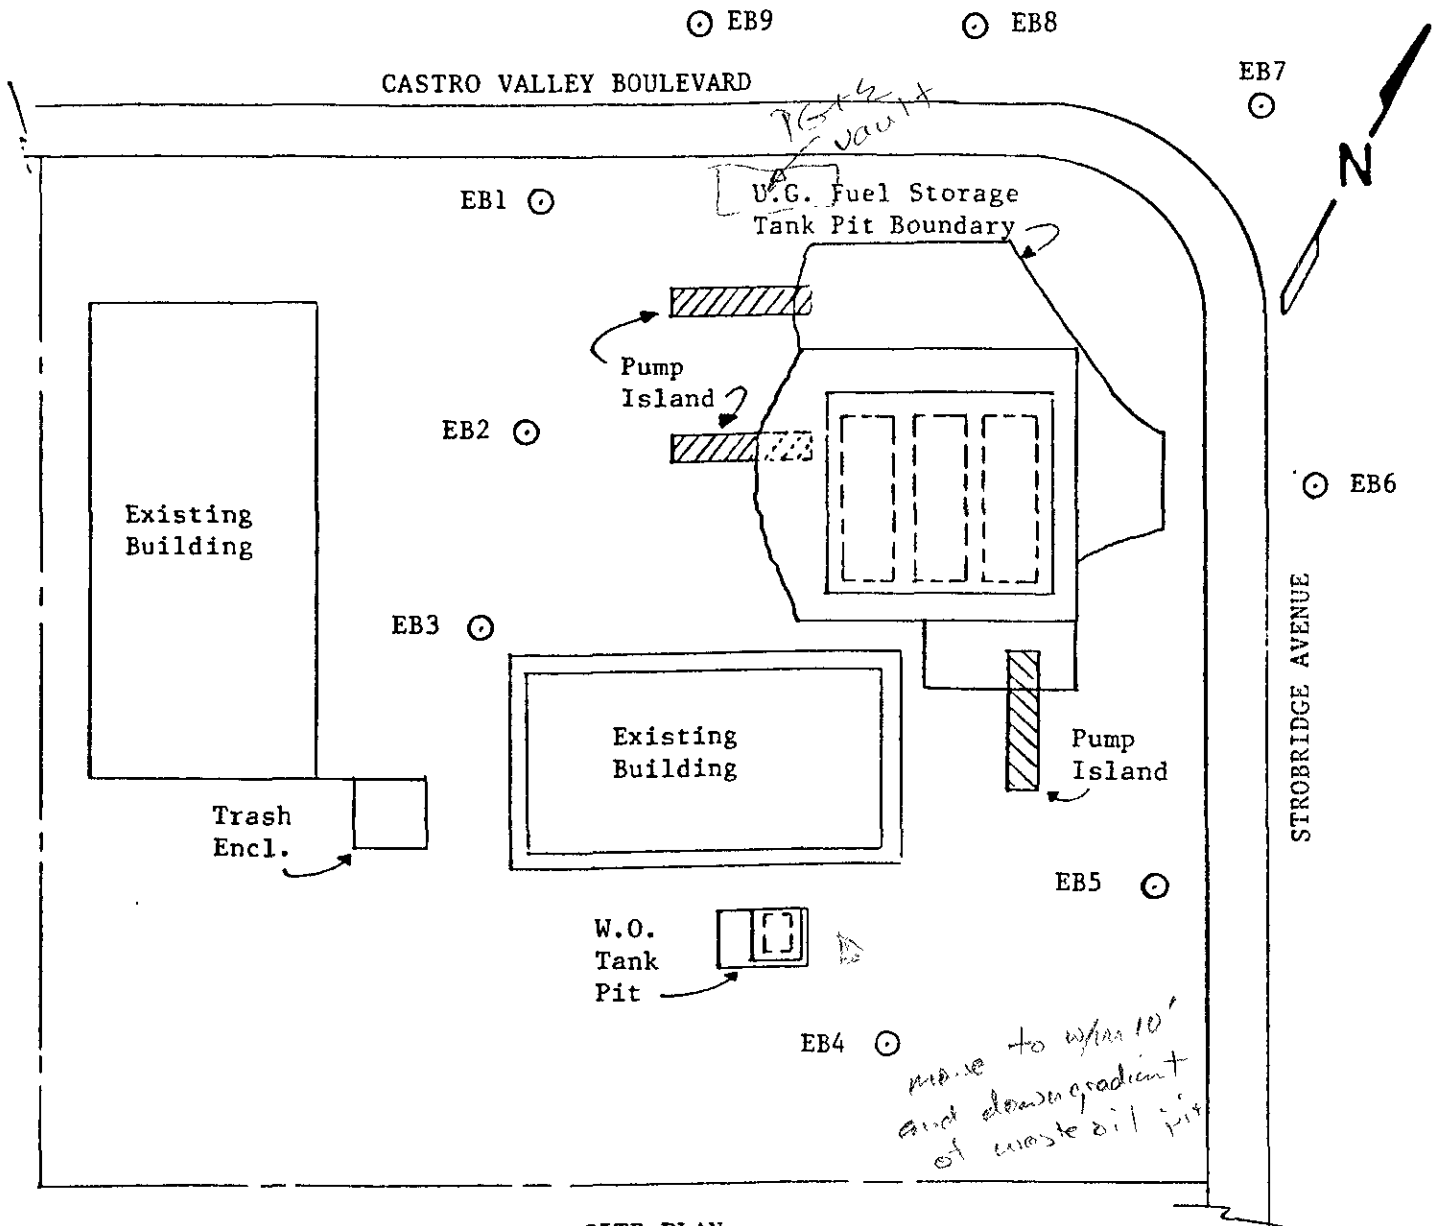 EB9
EB8
EB7
CASTRO VALLEY BOULEVARD
PG+E
vault
N
EB1
U.G. Fuel Storage
Tank Pit Boundary
Pump
Island
EB2
EB6
Existing
Building
EB3
STROBRIDGE AVENUE
Existing
Building
Pump
Island
Trash
Encl.
EB5
W.O.
Tank
Pit
EB4
move to w/in 10'
and downgradient
of waste oil pit
SITE PLAN